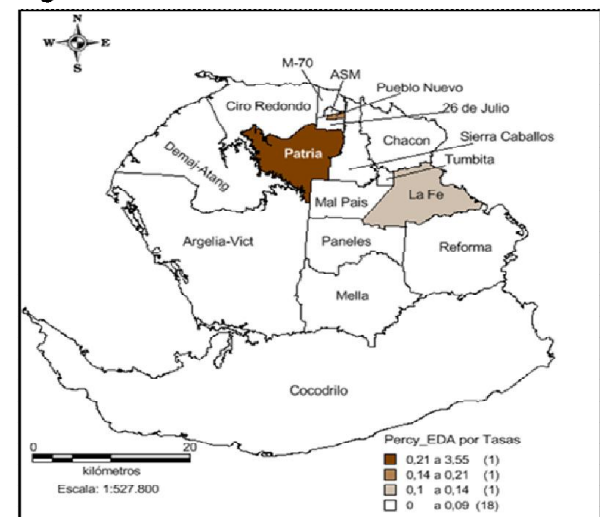 N
W
E
S
M-70
ASM
Pueblo Nuevo
26 de Julio
Ciro Redondo
Chacon
Sierra Caballos
Demaj-Atang
Patria
Tumbita
La Fe
Mal Pais
Argelia-Vict
Paneles
Reforma
Mella
Cocodrilo
0
20
kilómetros
Escala: 1:527.800
Percy_EDA por Tasas
0,21 a 3,55 (1)
0,14 a 0,21 (1)
0,1 a 0,14 (1)
0 a 0,09 (18)